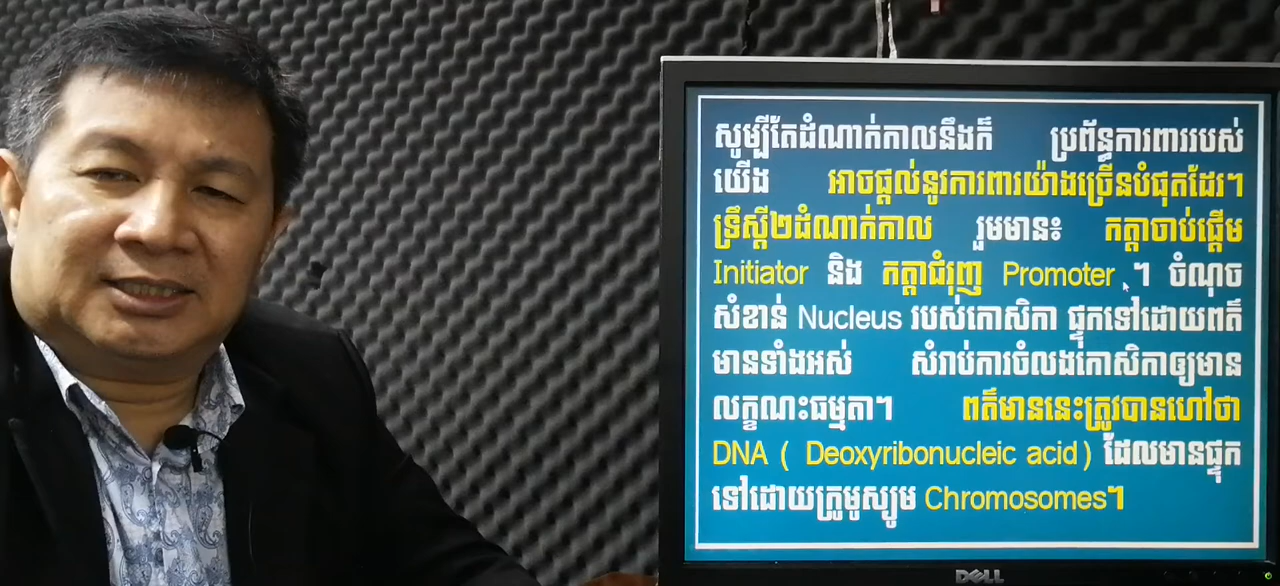 សូម្បីតែដំណាក់កាលនឹងក៏ ប្រព័ន្ធការពាររបស់
យើង អាចផ្តល់នូវការពារយ៉ាងច្រើនបំផុតដែរ។
ទ្រឹស្តី២ដំណាក់កាល រួមមាន៖ កត្តាចាប់ផ្តើម
Initiator និង កត្តាជំរុញ Promoter ។ ចំណុច
សំខាន់ Nucleus របស់កោសិកា ផ្ទុកទៅដោយពត៌
មានទាំងអស់ សំរាប់ការចំលងកោសិកាឲ្យមាន
លក្ខណះធម្មតា។ ពត៌មាននេះត្រូវបានហៅថា
DNA ( Deoxyribonucleic acid) ដែលមានផ្ទុក
ទៅដោយក្រូមូស្យូម Chromosomes។
DELL